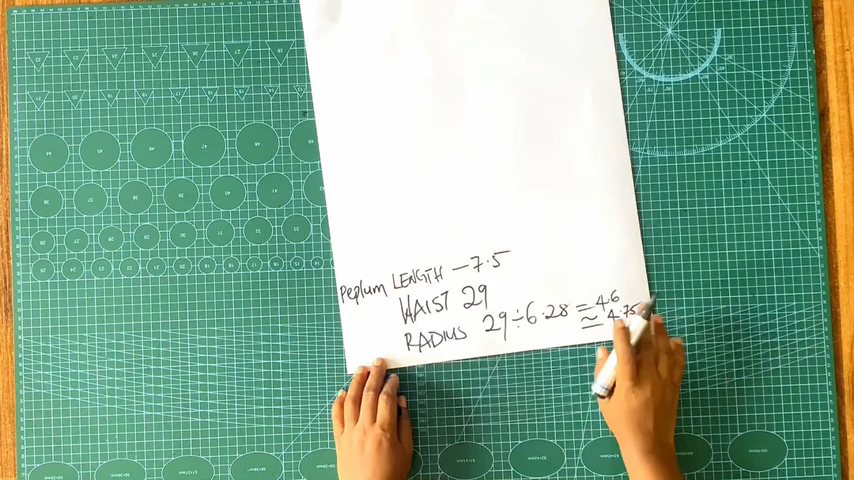 Peplum LENGTH - 7.5
WAIST 29
RADIUS 29 ÷ 6.28 = 4.6
≃ 4.75